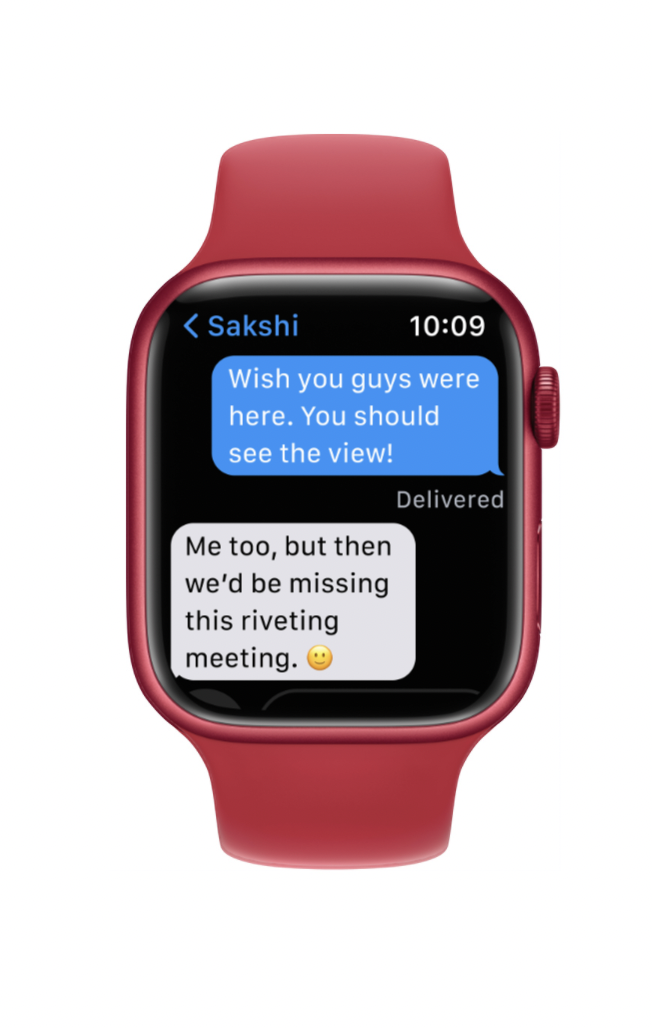 Sakshi 10:09
Wish you guys were
here. You should
see the view!
Delivered
Me too, but then
we’d be missing
this riveting
meeting. 🙂